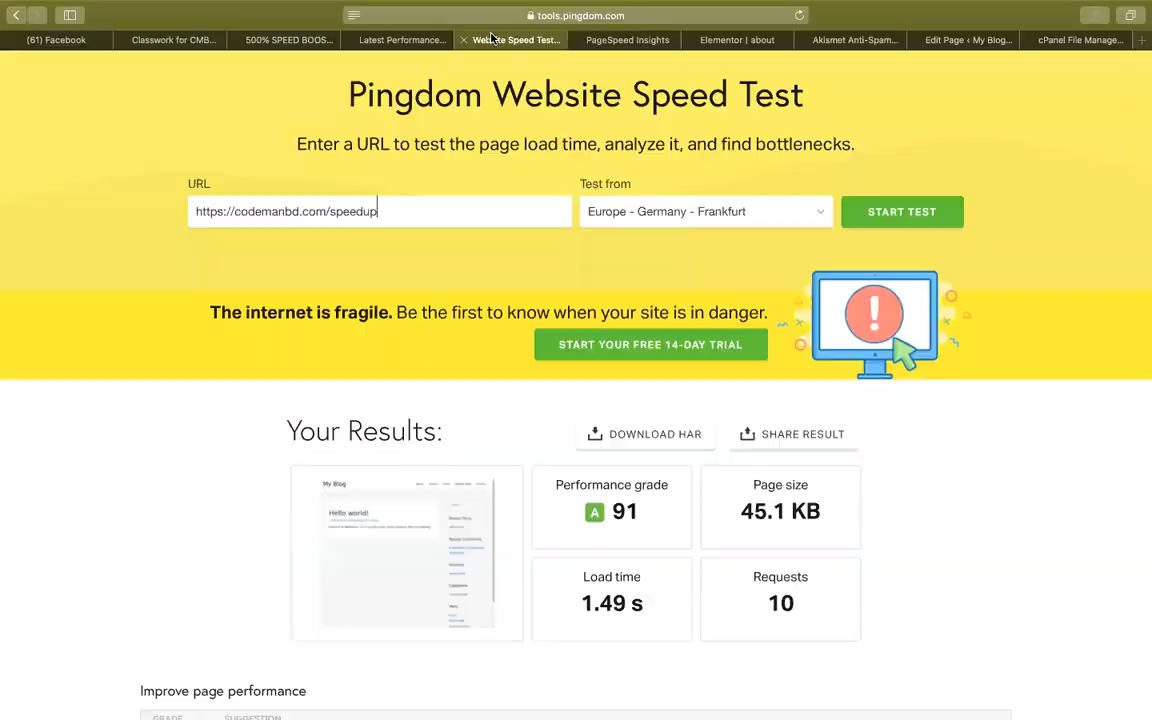 tools.pingdom.com
(61) Facebook
Classwork for CMB...
500% SPEED BOOS...
Latest Performance...
Website Speed Test...
PageSpeed Insights
Elementor | about
Akismet Anti-Spam...
Edit Page ‹ My Blog...
cPanel File Manage...
Pingdom Website Speed Test
Enter a URL to test the page load time, analyze it, and find bottlenecks.
URL
Test from
https://codemanbd.com/speedup
Europe - Germany - Frankfurt
START TEST
The internet is fragile. Be the first to know when your site is in danger.
START YOUR FREE 14-DAY TRIAL
Your Results:
DOWNLOAD HAR
SHARE RESULT
My Blog
Hello world!
Performance grade
A 91
Page size
45.1 KB
Load time
1.49 s
Requests
10
Improve page performance
GRADE
SUGGESTION